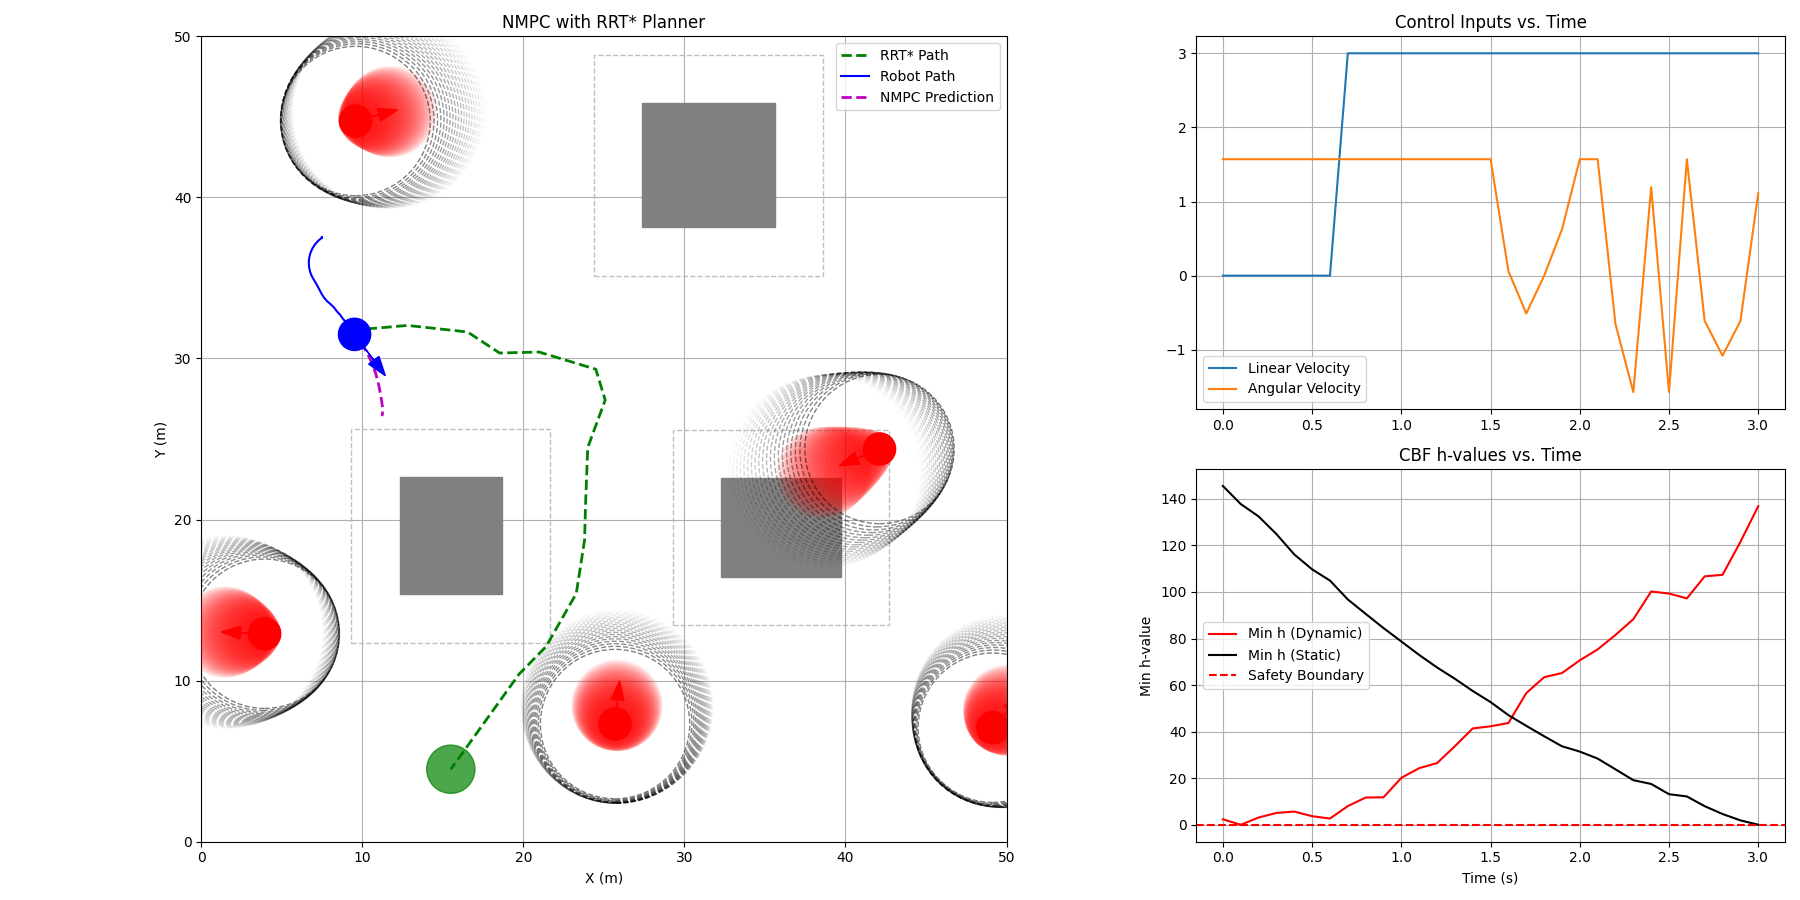 NMPC with RRT* Planner
RRT* Path
Robot Path
NMPC Prediction
50
40
30
20
10
0
Y (m)
0 10 20 30 40 50
X (m)
Control Inputs vs. Time
3
2
1
0
−1
Linear Velocity
Angular Velocity
0.0 0.5 1.0 1.5 2.0 2.5 3.0
CBF h-values vs. Time
140
120
100
80
60
40
20
0
Min h-value
Min h (Dynamic)
Min h (Static)
Safety Boundary
0.0 0.5 1.0 1.5 2.0 2.5 3.0
Time (s)